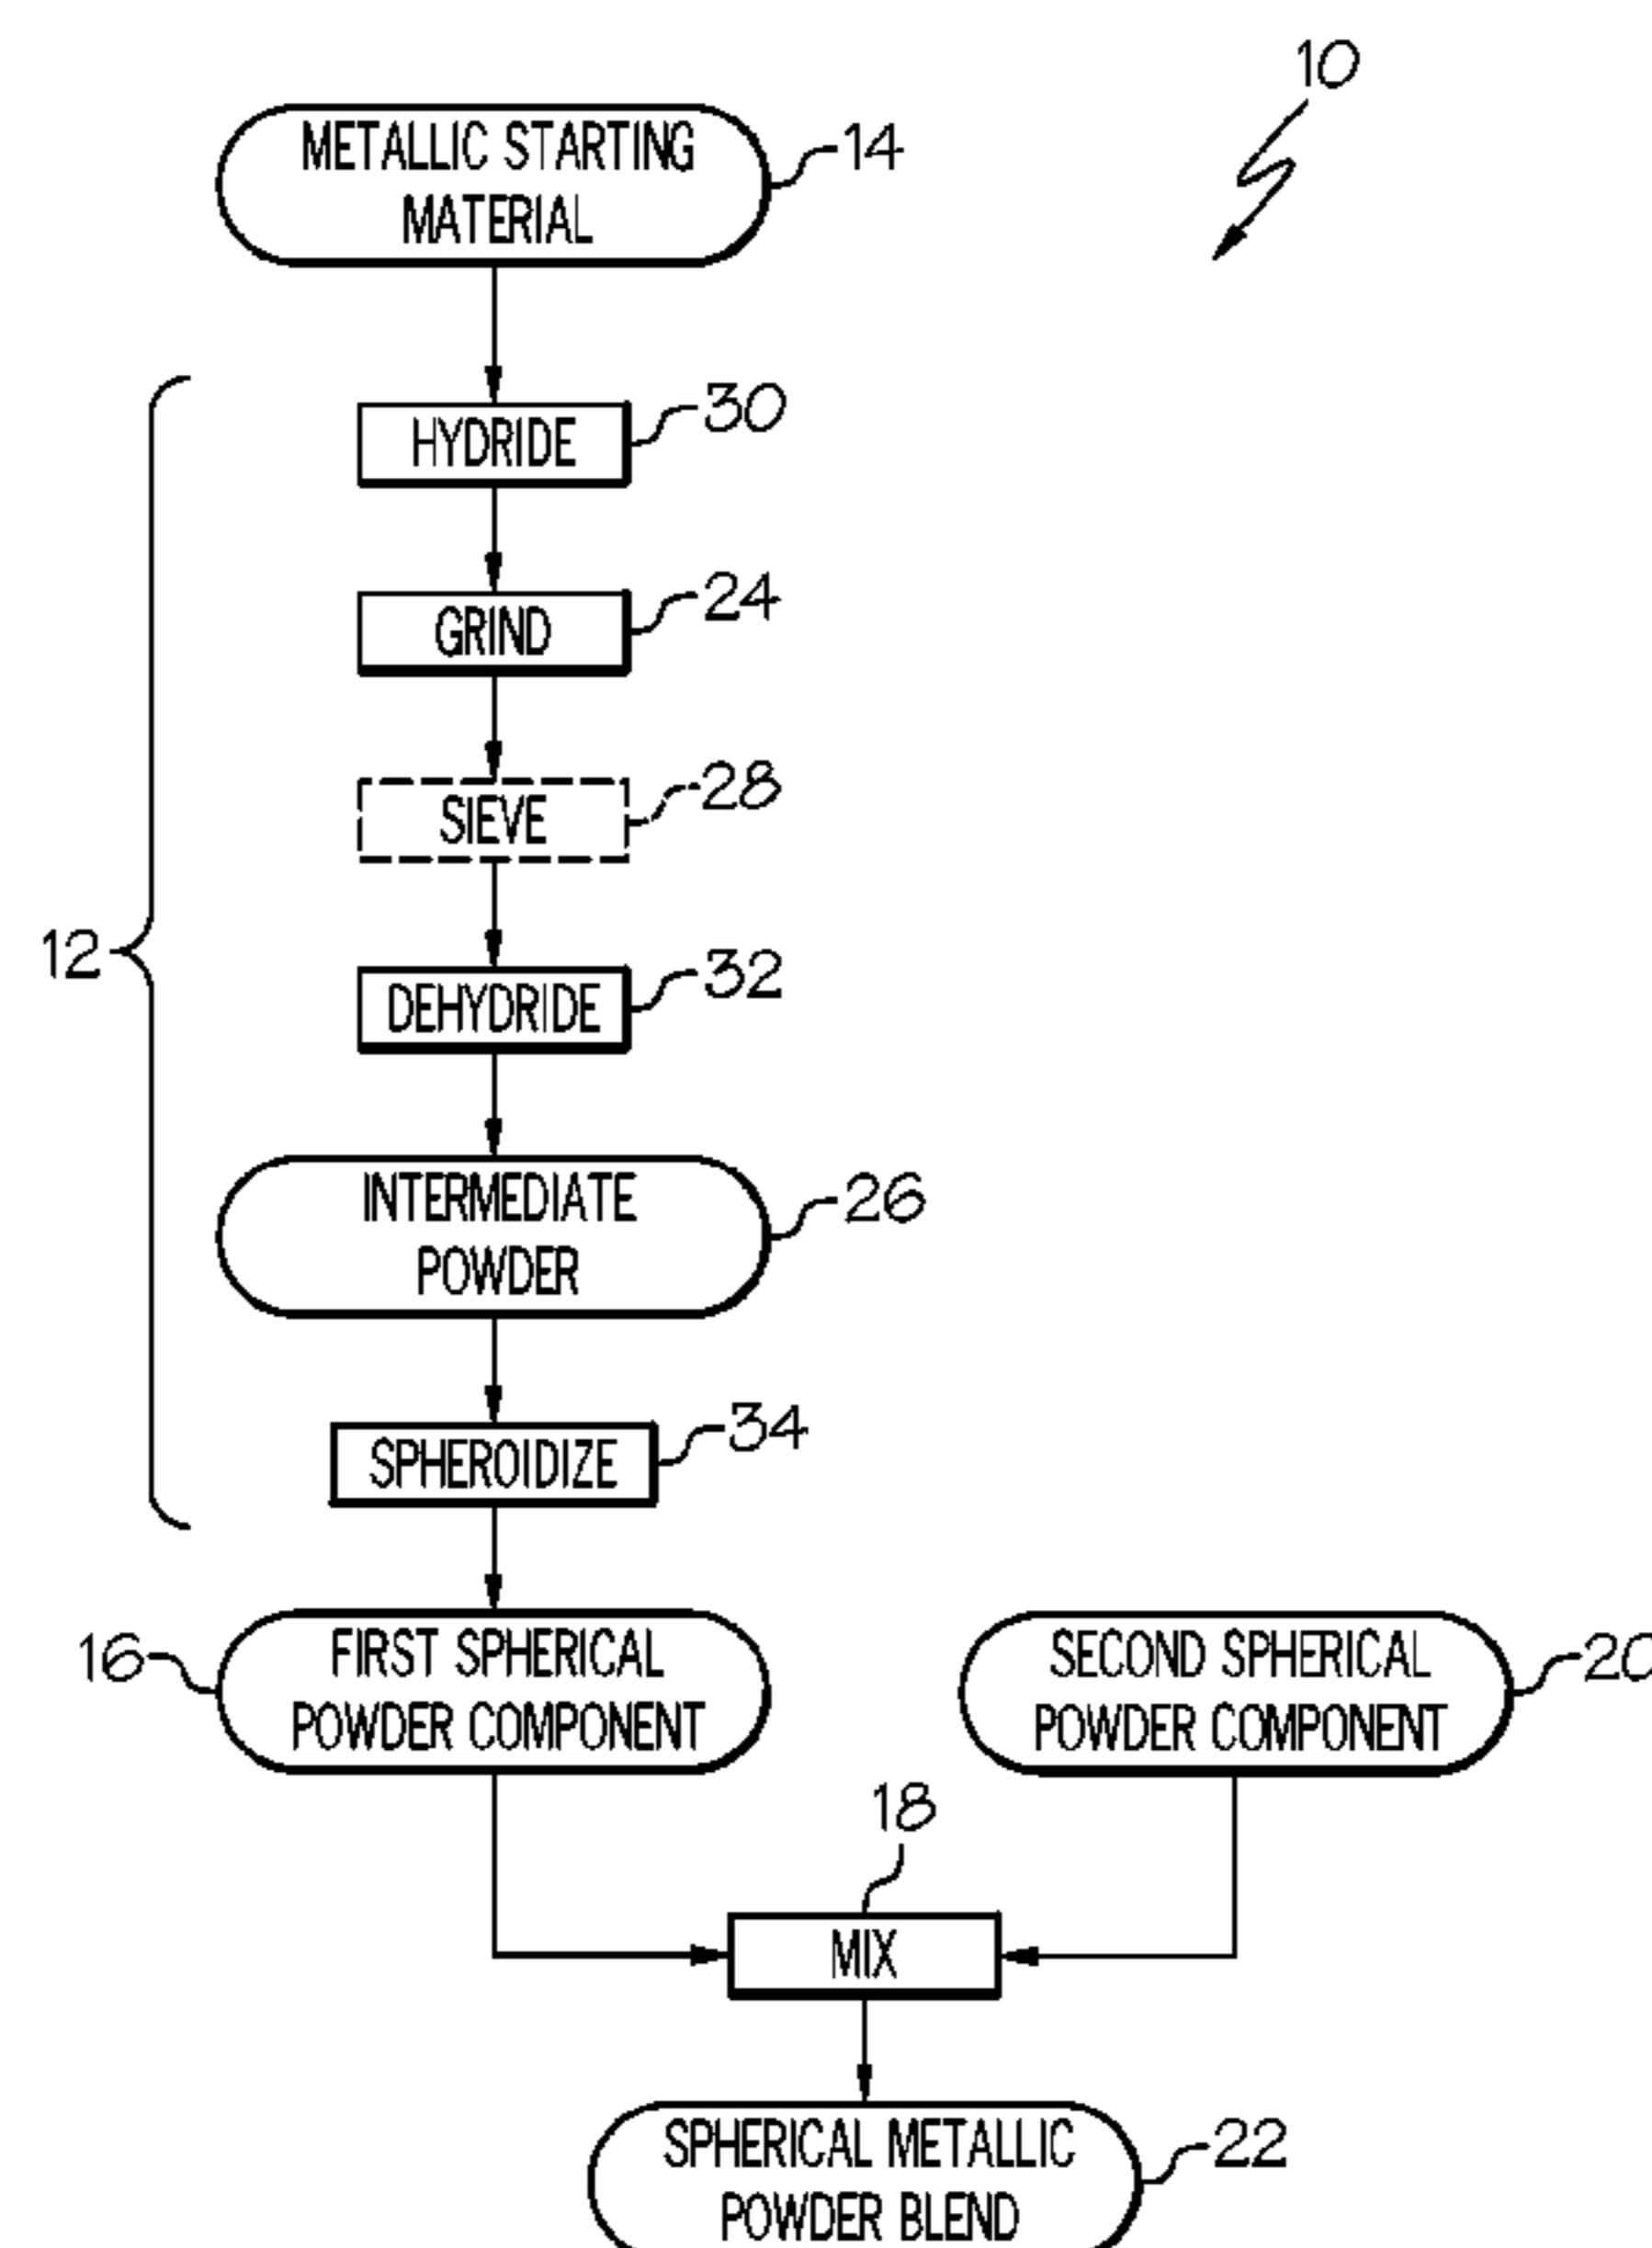 10
METALLIC STARTING
MATERIAL
14
HYDRIDE
30
GRIND
24
SIEVE
28
12
DEHYDRIDE
32
INTERMEDIATE
POWDER
26
SPHEROIDIZE
34
16
FIRST SPHERICAL
POWDER COMPONENT
SECOND SPHERICAL
POWDER COMPONENT
20
18
MIX
SPHERICAL METALLIC
POWDER BLEND
22